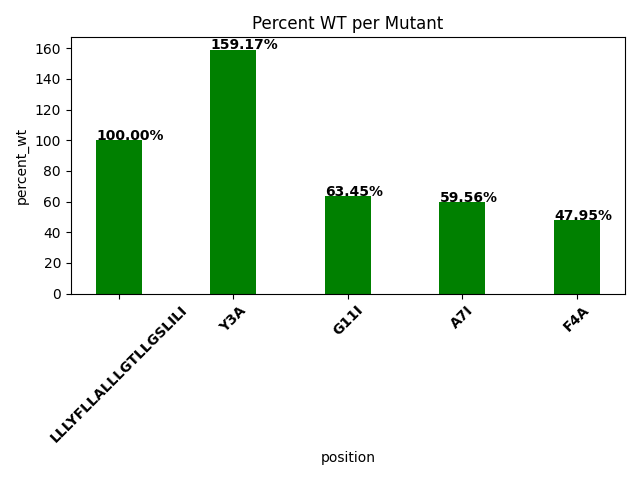 Percent WT per Mutant
percent_wt
160
140
120
100
80
60
40
20
0
100.00%
159.17%
63.45%
59.56%
47.95%
LLLYFLLALLLGTLLGSLILI
Y3A
G11I
A7I
F4A
position